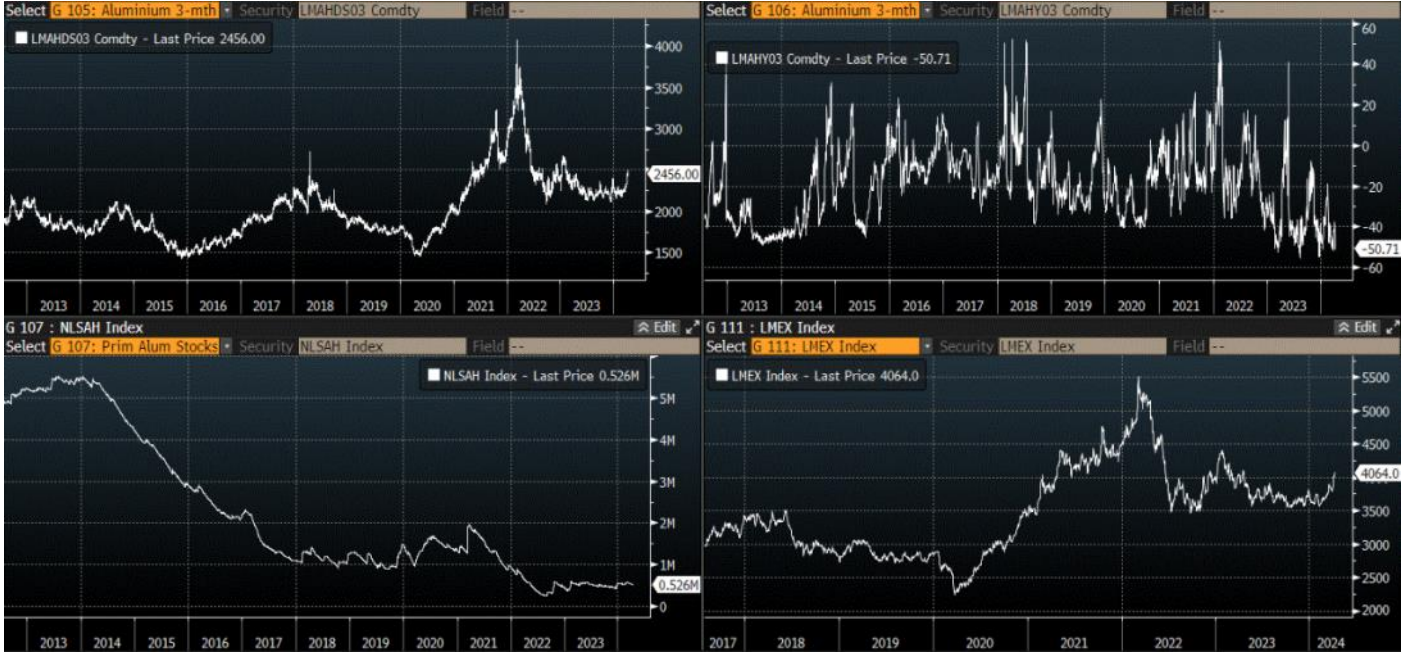 Select G 105: Aluminium 3-mth Security LMAHDS03 Comdty Field --
LMAHDS03 Comdty - Last Price 2456.00
4000
3500
3000
2456.00
2000
1500
2013 2014 2015 2016 2017 2018 2019 2020 2021 2022 2023
Select G 106: Aluminium 3-mth Security LMAHY03 Comdty Field --
LMAHY03 Comdty - Last Price -50.71
60
40
20
0
-20
-40
-50.71
-60
2013 2014 2015 2016 2017 2018 2019 2020 2021 2022 2023
G 107 : NLSAH Index Edit
Select G 107: Prim Alum Stocks Security NLSAH Index Field --
NLSAH Index - Last Price 0.526M
5M
4M
3M
2M
1M
0.526M
0
2013 2014 2015 2016 2017 2018 2019 2020 2021 2022 2023
G 111 : LMEX Index Edit
Select G 111: LMEX Index Security LMEX Index Field --
LMEX Index - Last Price 4064.0
5500
5000
4500
4064.0
3500
3000
2500
2000
2017 2018 2019 2020 2021 2022 2023 2024